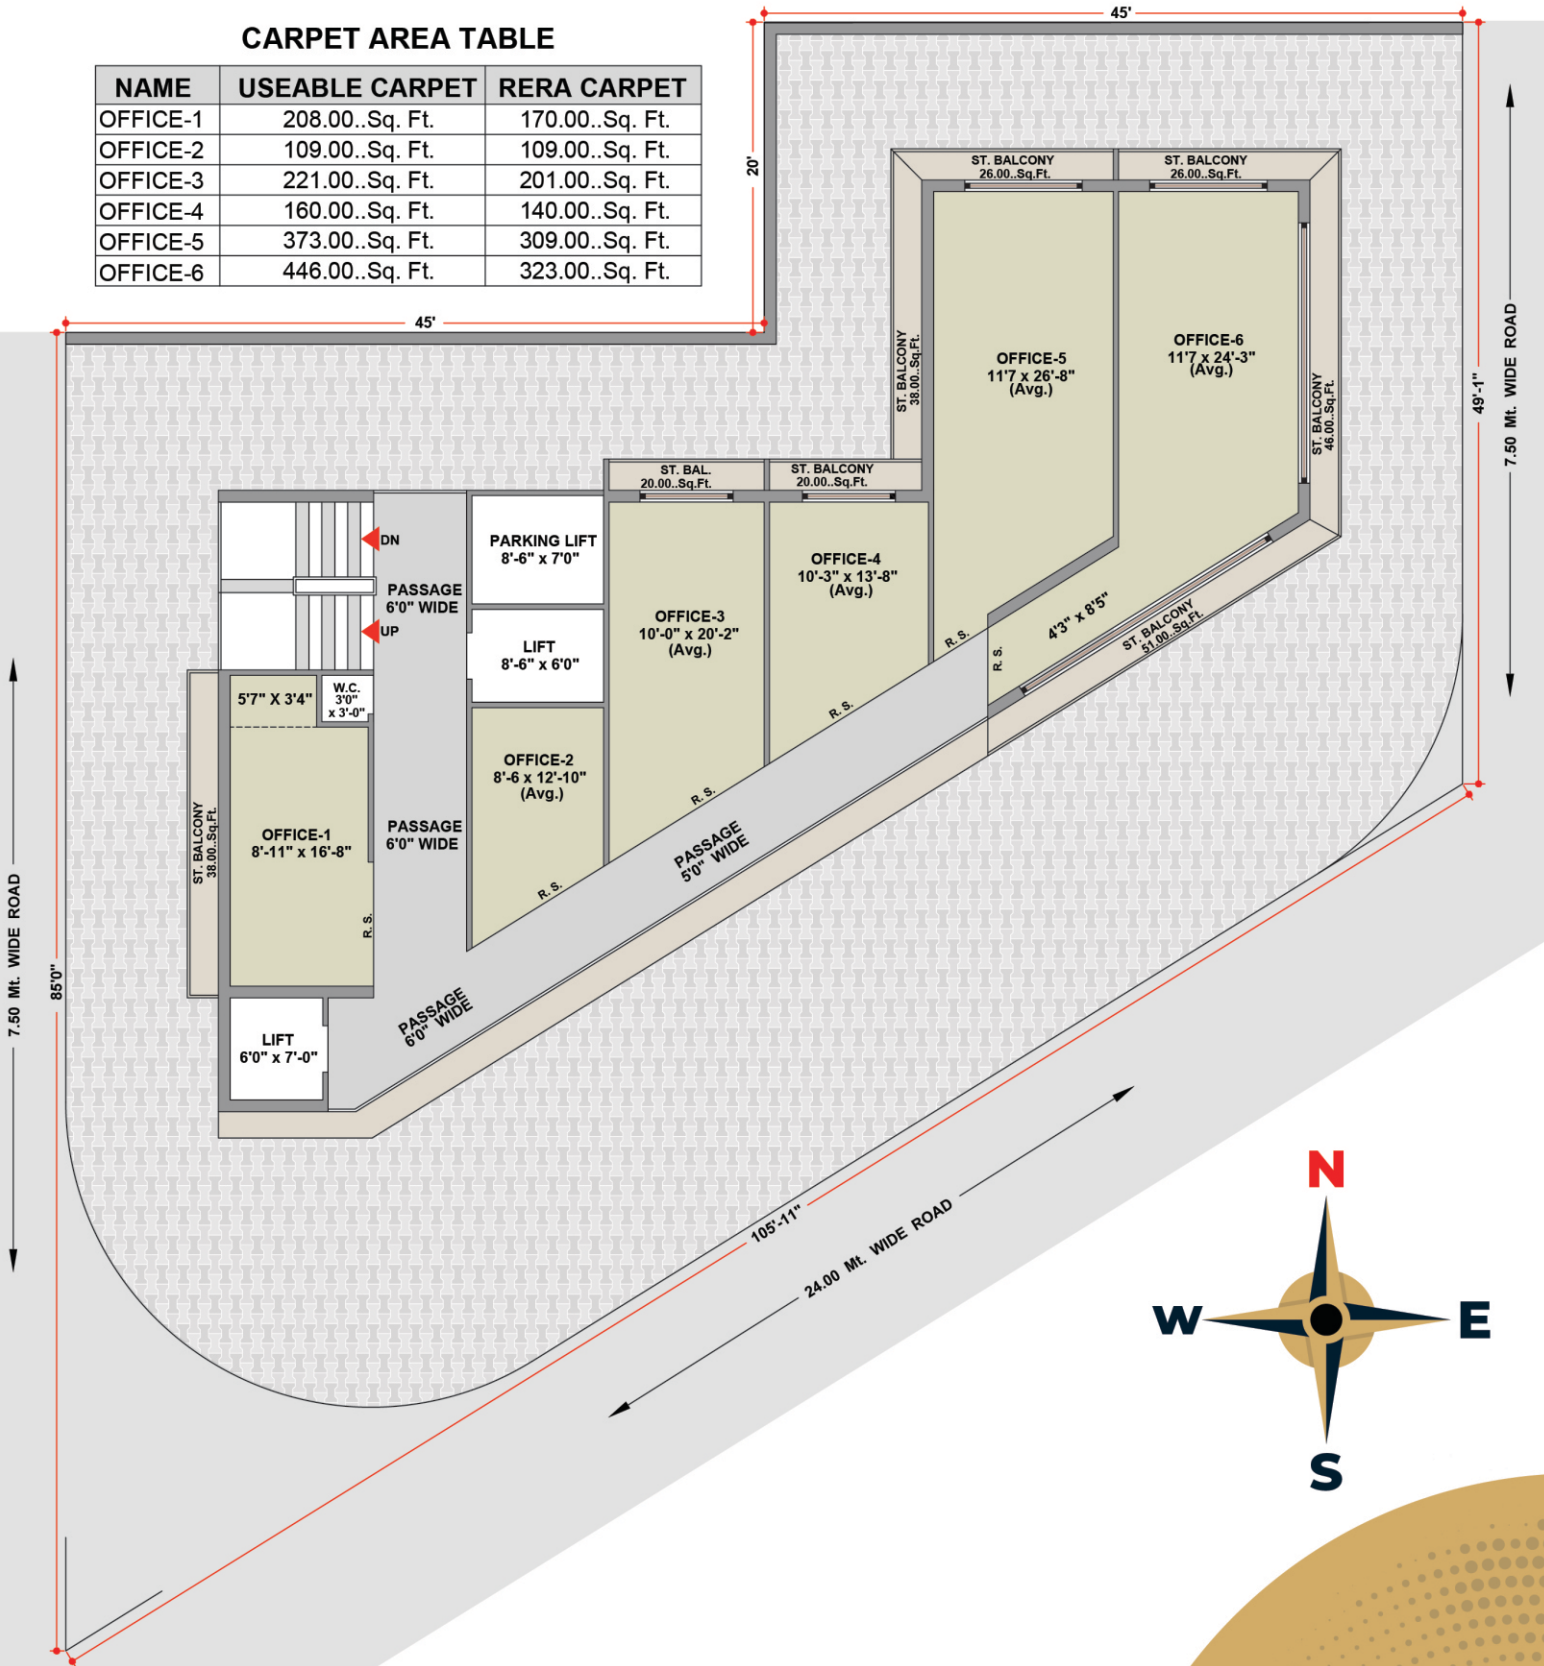 45'
CARPET AREA TABLE
NAME USEABLE CARPET RERA CARPET
OFFICE-1 208.00..Sq. Ft. 170.00..Sq. Ft.
OFFICE-2 109.00..Sq. Ft. 109.00..Sq. Ft.
OFFICE-3 221.00..Sq. Ft. 201.00..Sq. Ft.
OFFICE-4 160.00..Sq. Ft. 140.00..Sq. Ft.
OFFICE-5 373.00..Sq. Ft. 309.00..Sq. Ft.
OFFICE-6 446.00..Sq. Ft. 323.00..Sq. Ft.
20'
45'
ST. BALCONY
26.00..Sq.Ft.
ST. BALCONY
26.00..Sq.Ft.
ST. BALCONY
38.00..Sq.Ft.
OFFICE-5
11'7 x 26'-8"
(Avg.)
OFFICE-6
11'7 x 24'-3"
(Avg.)
ST. BALCONY
46.00..Sq.Ft.
49'-1"
7.50 Mt. WIDE ROAD
ST. BAL.
20.00..Sq.Ft.
ST. BALCONY
20.00..Sq.Ft.
DN
UP
PASSAGE
6'0" WIDE
PARKING LIFT
8'-6" x 7'0"
LIFT
8'-6" x 6'0"
OFFICE-3
10'-0" x 20'-2"
(Avg.)
OFFICE-4
10'-3" x 13'-8"
(Avg.)
4'3" x 8'5"
ST. BALCONY
51.00..Sq.Ft.
R. S.
R. S.
R. S.
R. S.
R. S.
5'7" X 3'4"
W.C.
3'0"
x 3'-0"
OFFICE-2
8'-6 x 12'-10"
(Avg.)
ST. BALCONY
38.00..Sq.Ft.
OFFICE-1
8'-11" x 16'-8"
R. S.
PASSAGE
6'0" WIDE
PASSAGE
5'0" WIDE
PASSAGE
6'0" WIDE
LIFT
6'0" x 7'-0"
7.50 Mt. WIDE ROAD
85'0"
105'-11"
24.00 Mt. WIDE ROAD
N
W E
S